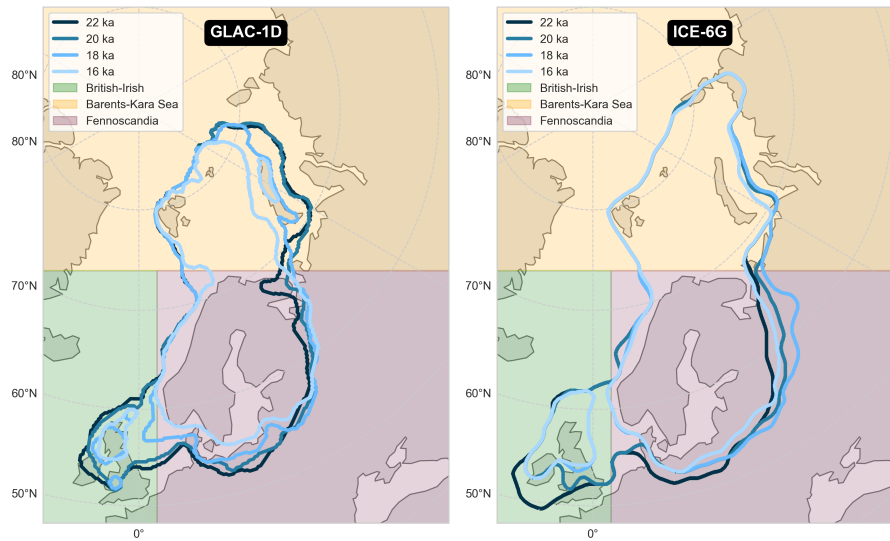 GLAC-1D
22 ka
20 ka
18 ka
16 ka
British-Irish
Barents-Kara Sea
Fennoscandia
80°N
80°N
70°N
60°N
50°N
0°
ICE-6G
22 ka
20 ka
18 ka
16 ka
British-Irish
Barents-Kara Sea
Fennoscandia
80°N
80°N
70°N
60°N
50°N
0°